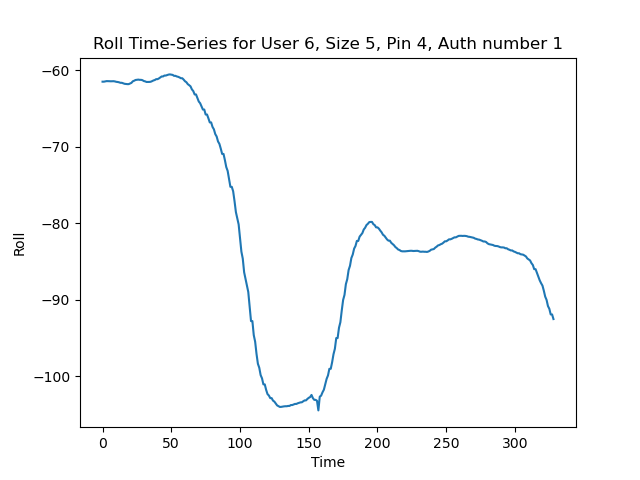 Roll Time-Series for User 6, Size 5, Pin 4, Auth number 1
−60
−70
−80
−90
−100
Roll
0 50 100 150 200 250 300
Time